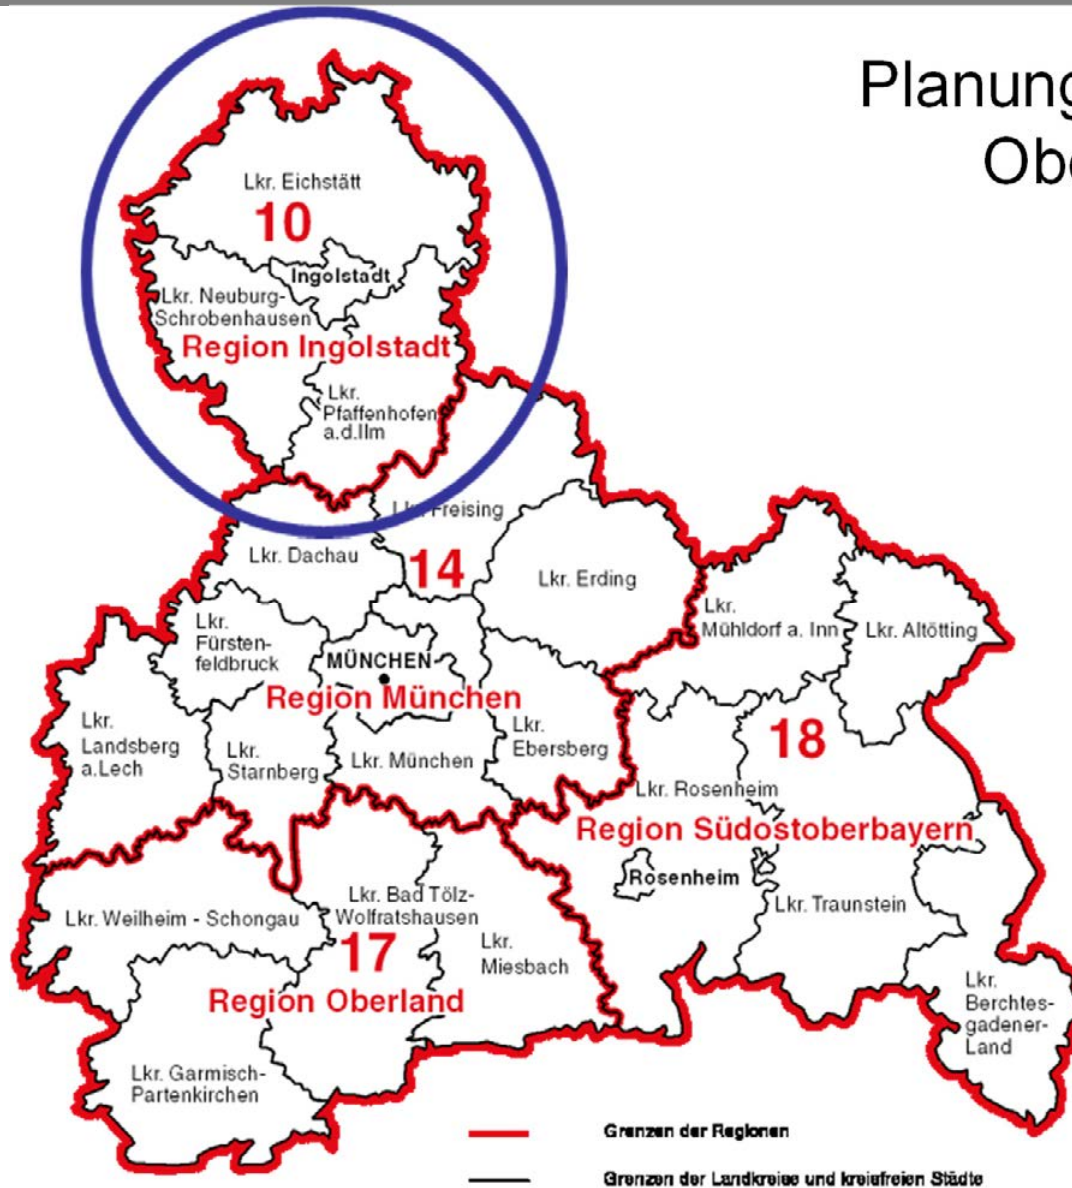 Planung
Obe
Lkr. Eichstätt
10
Ingolstadt
Lkr. Neuburg-
Schrobenhausen
Region Ingolstadt
Lkr.
Pfaffenhofen
a.d.Ilm
Lkr. Freising
Lkr. Dachau
14
Lkr. Erding
Lkr.
Fürsten-
feldbruck
MÜNCHEN
Region München
Lkr.
Mühldorf a. Inn
Lkr. Altötting
Lkr.
Landsberg
a.Lech
Lkr.
Starnberg
Lkr. München
Lkr.
Ebersberg
18
Lkr. Rosenheim
Region Südostoberbayern
Rosenheim
Lkr. Traunstein
Lkr. Weilheim - Schongau
Lkr. Bad Tölz-
Wolfratshausen
17
Lkr.
Miesbach
Region Oberland
Lkr.
Berchtes-
gadener-
Land
Lkr. Garmisch-
Partenkirchen
Grenzen der Regionen
Grenzen der Landkreise und kreisfreien Städte